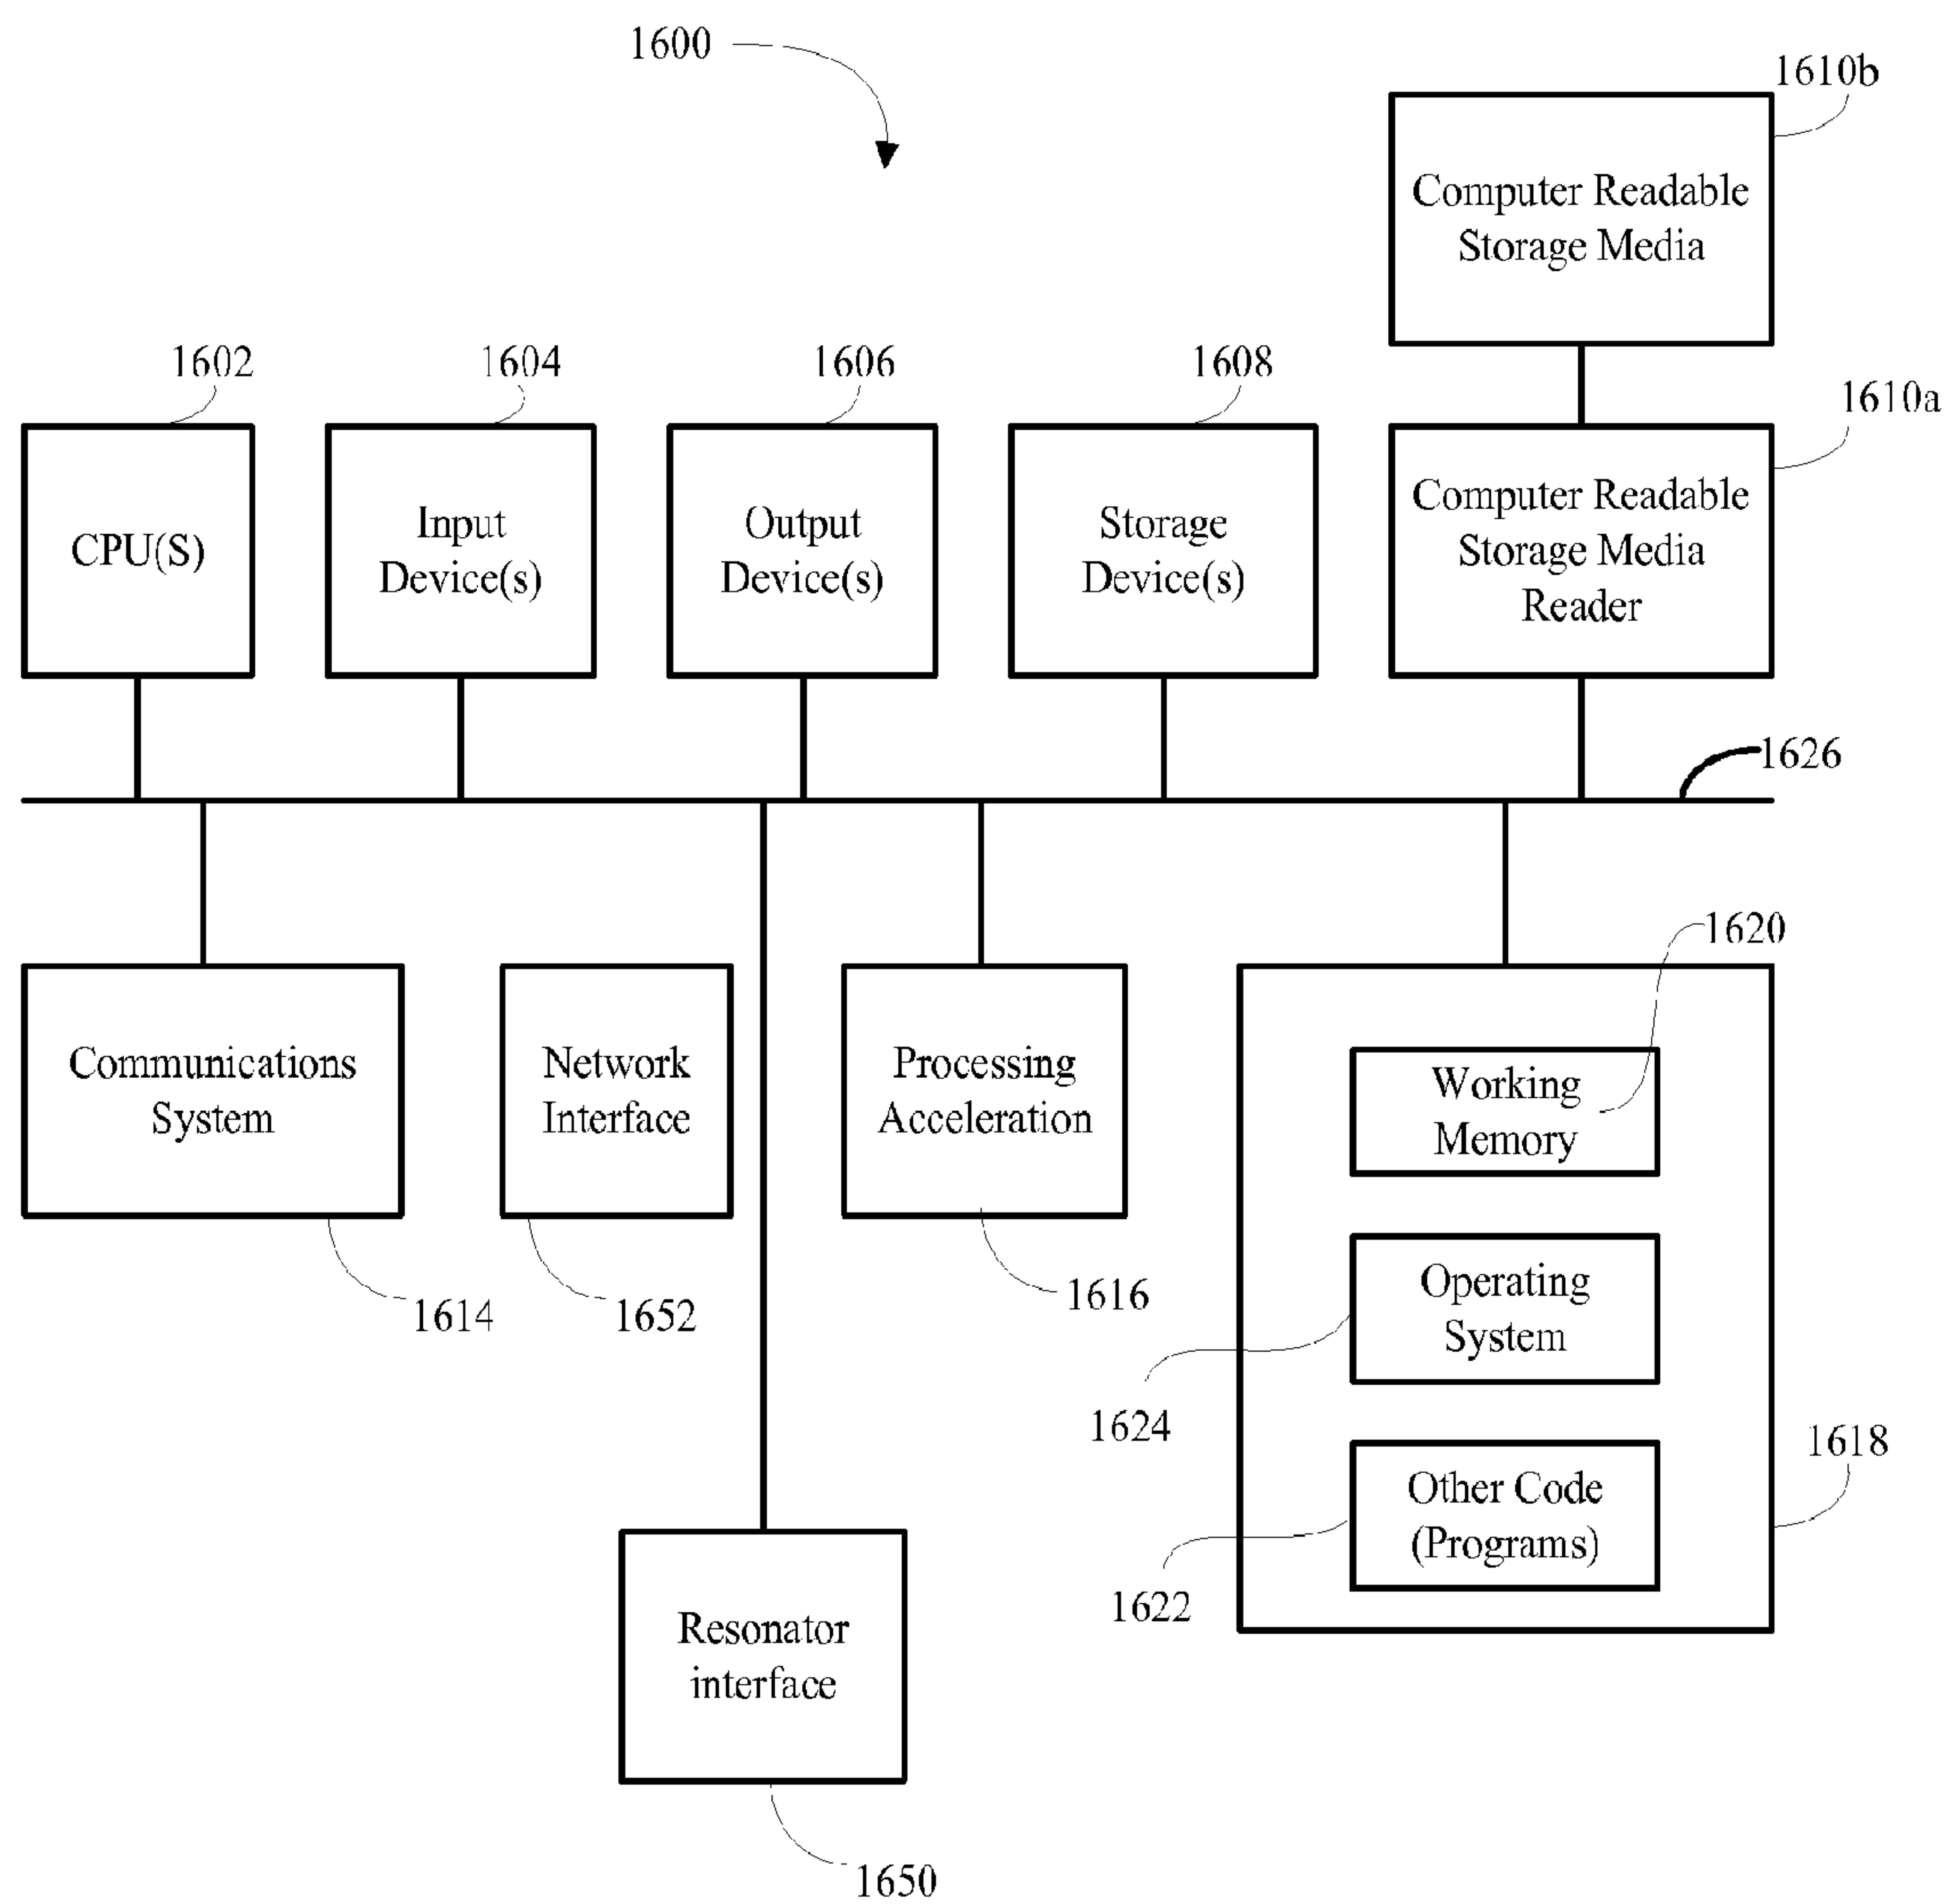 1600
1610b
Computer Readable
Storage Media
1602
1604
1606
1608
1610a
CPU(S)
Input
Device(s)
Output
Device(s)
Storage
Device(s)
Computer Readable
Storage Media
Reader
1626
1620
Communications
System
Network
Interface
Processing
Acceleration
Working
Memory
1614
1652
1616
Operating
System
1624
1618
Other Code
(Programs)
1622
Resonator
interface
1650